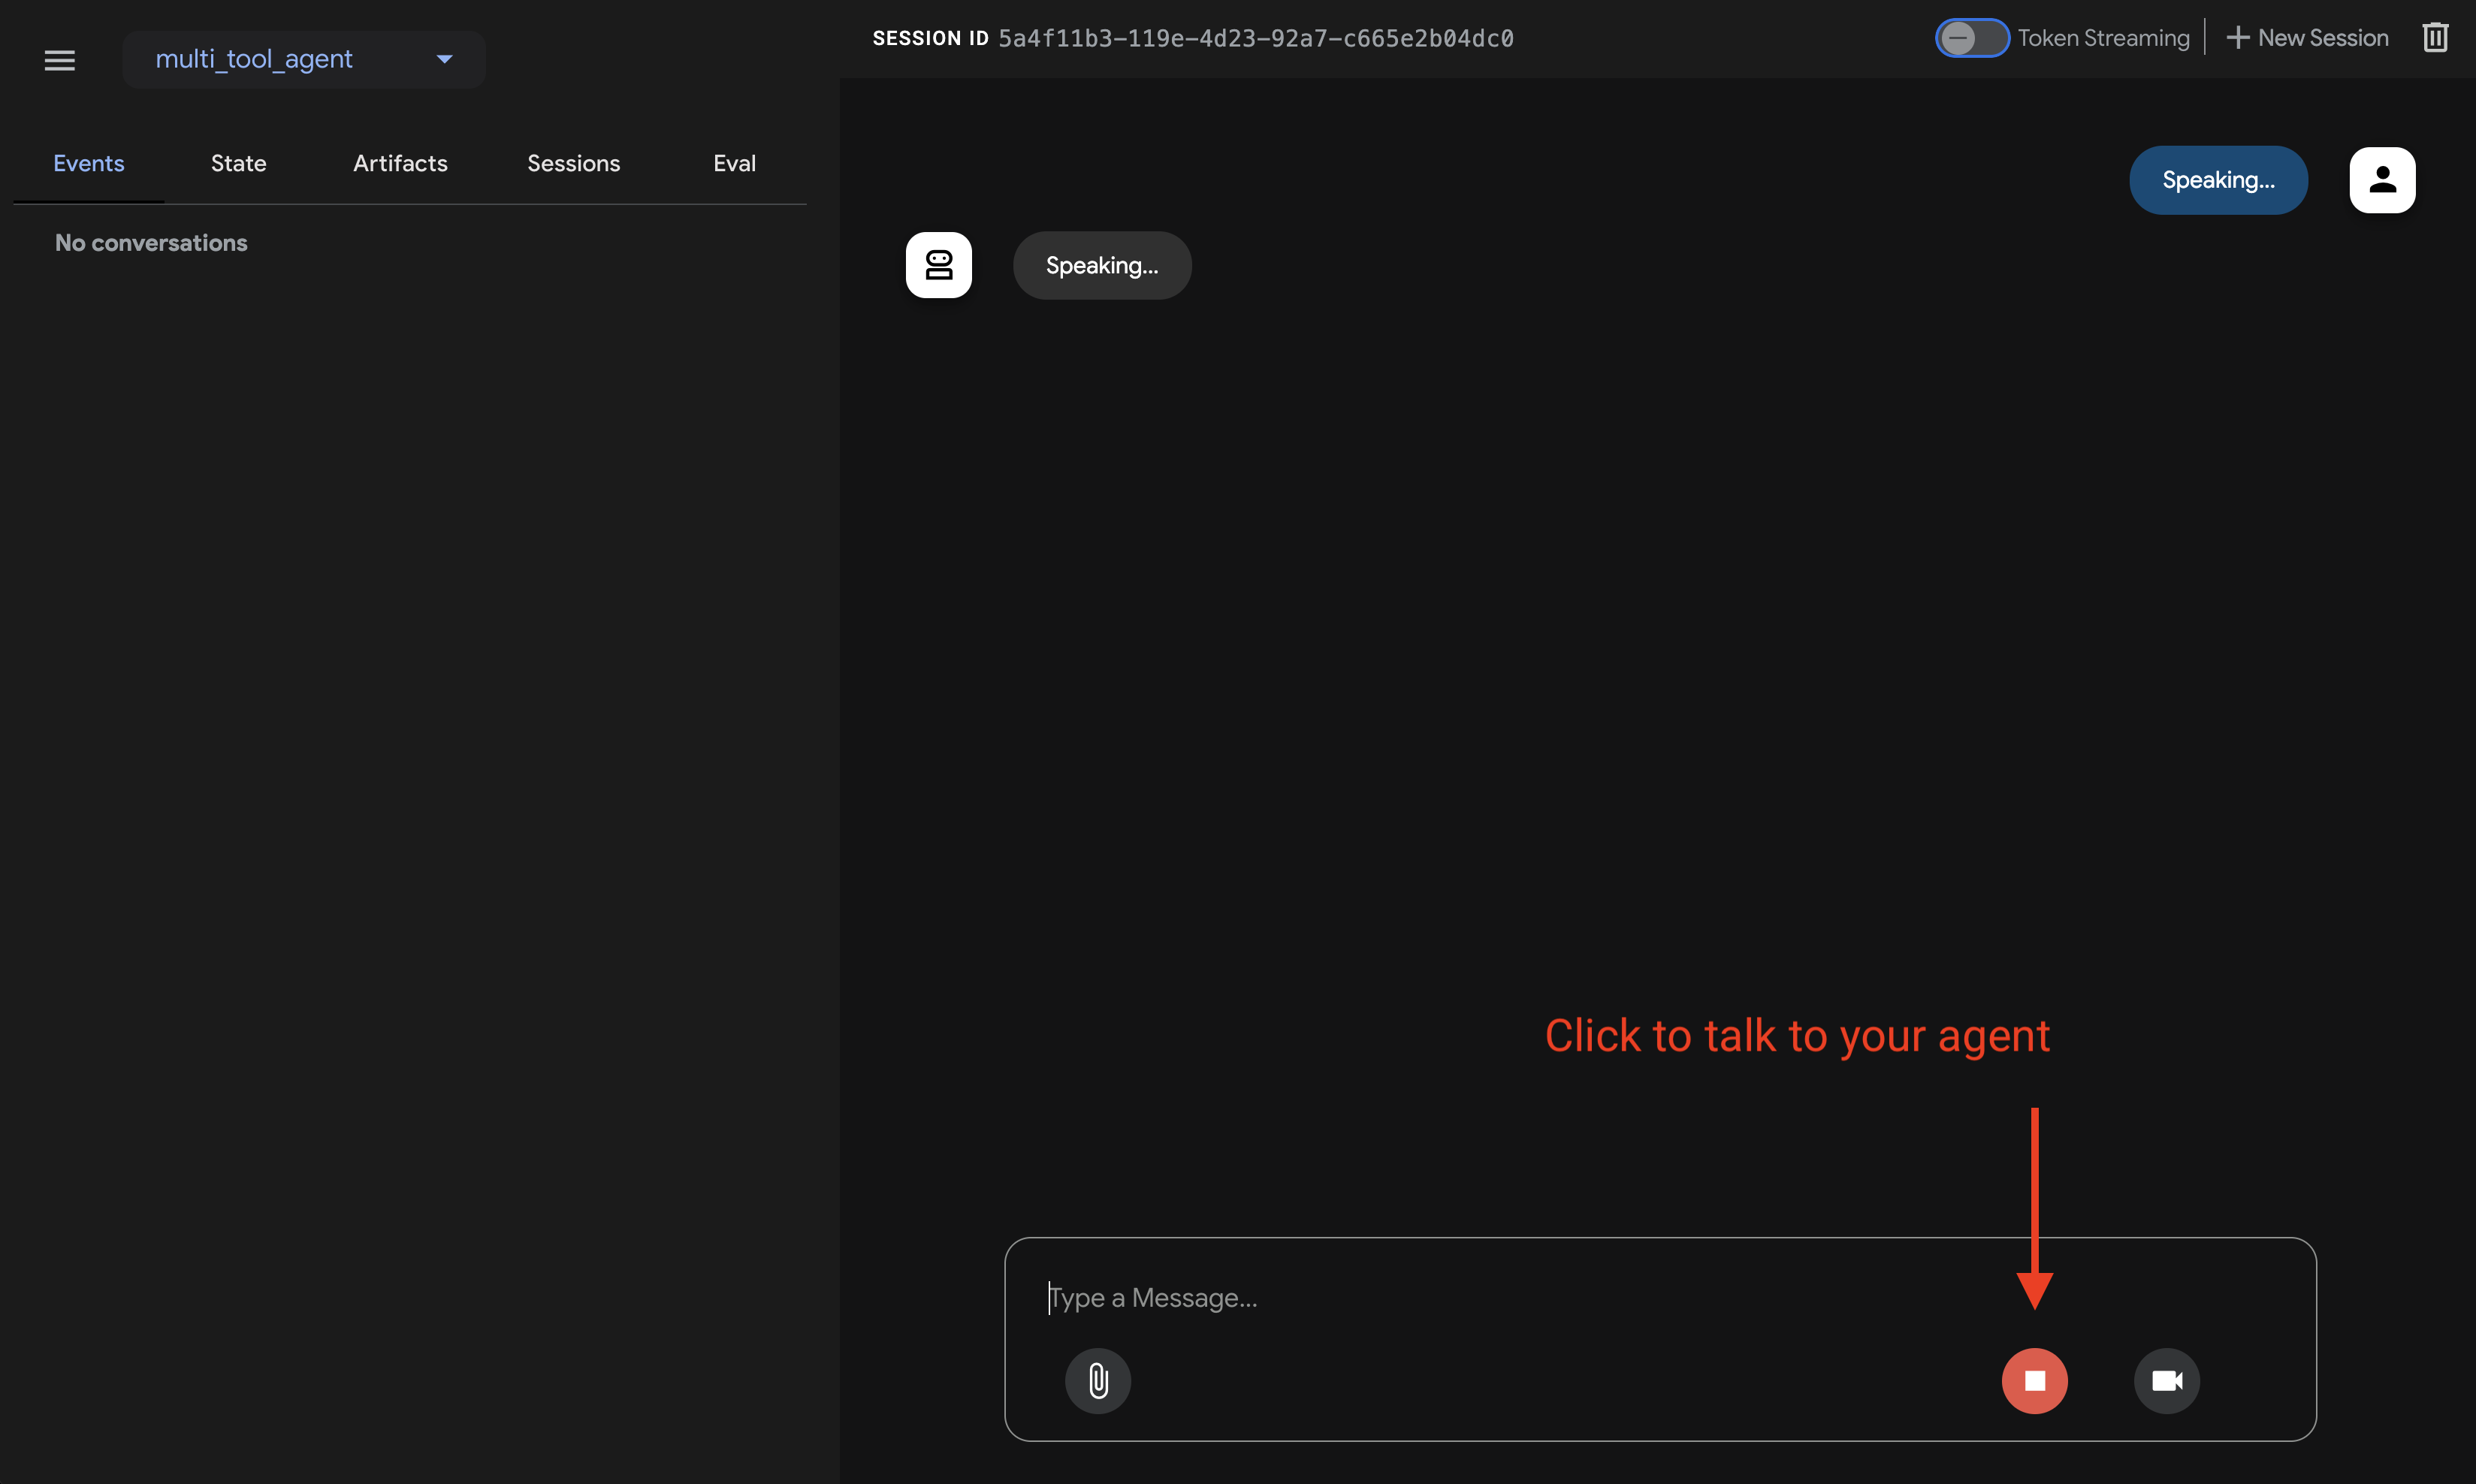 multi_tool_agent
SESSION ID 5a4f11b3-119e-4d23-92a7-c665e2b04dc0
Token Streaming
New Session
Events
State
Artifacts
Sessions
Eval
No conversations
Speaking...
Speaking...
Click to talk to your agent
Type a Message...